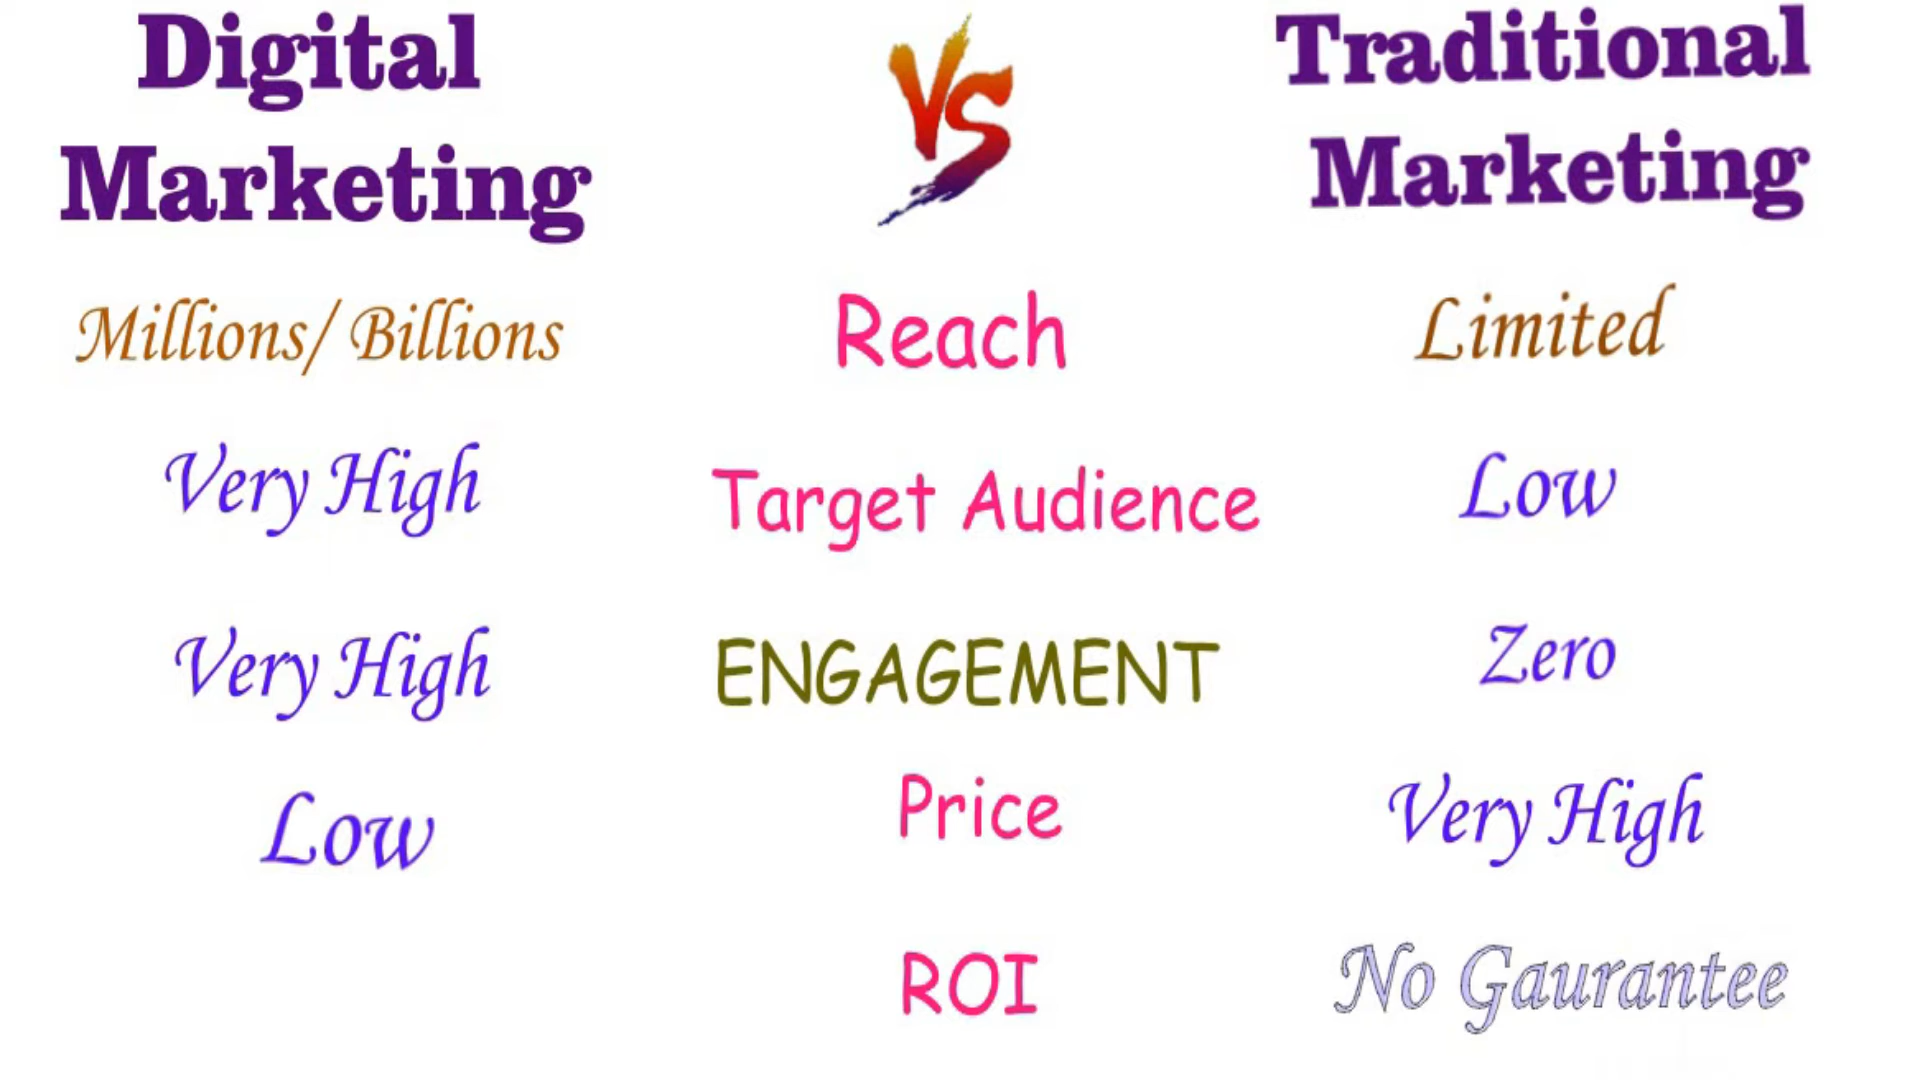 Digital
Marketing
VS
Traditional
Marketing
Millions/ Billions Reach Limited
Very High Target Audience Low
Very High ENGAGEMENT Zero
Low Price Very High
ROI No Gaurantee